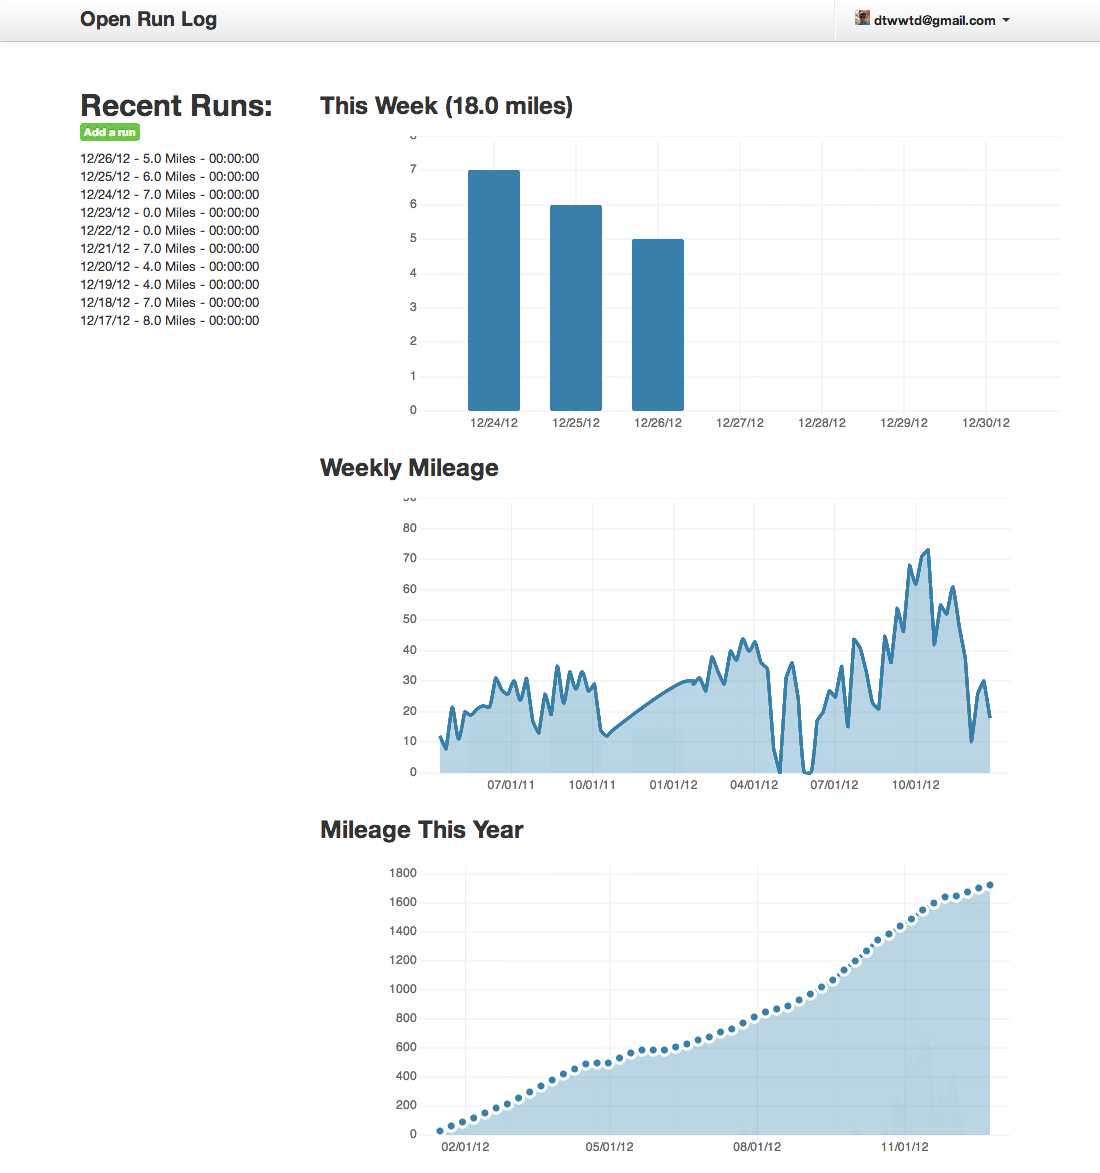 Open Run Log
dtwwtd@gmail.com
Recent Runs:
Add a run
12/26/12 - 5.0 Miles - 00:00:00
12/25/12 - 6.0 Miles - 00:00:00
12/24/12 - 7.0 Miles - 00:00:00
12/23/12 - 0.0 Miles - 00:00:00
12/22/12 - 0.0 Miles - 00:00:00
12/21/12 - 7.0 Miles - 00:00:00
12/20/12 - 4.0 Miles - 00:00:00
12/19/12 - 4.0 Miles - 00:00:00
12/18/12 - 7.0 Miles - 00:00:00
12/17/12 - 8.0 Miles - 00:00:00
This Week (18.0 miles)
7
6
5
4
3
2
1
0
12/24/12 12/25/12 12/26/12 12/27/12 12/28/12 12/29/12 12/30/12
Weekly Mileage
80
70
60
50
40
30
20
10
0
07/01/11 10/01/11 01/01/12 04/01/12 07/01/12 10/01/12
Mileage This Year
1800
1600
1400
1200
1000
800
600
400
200
0
02/01/12 05/01/12 08/01/12 11/01/12